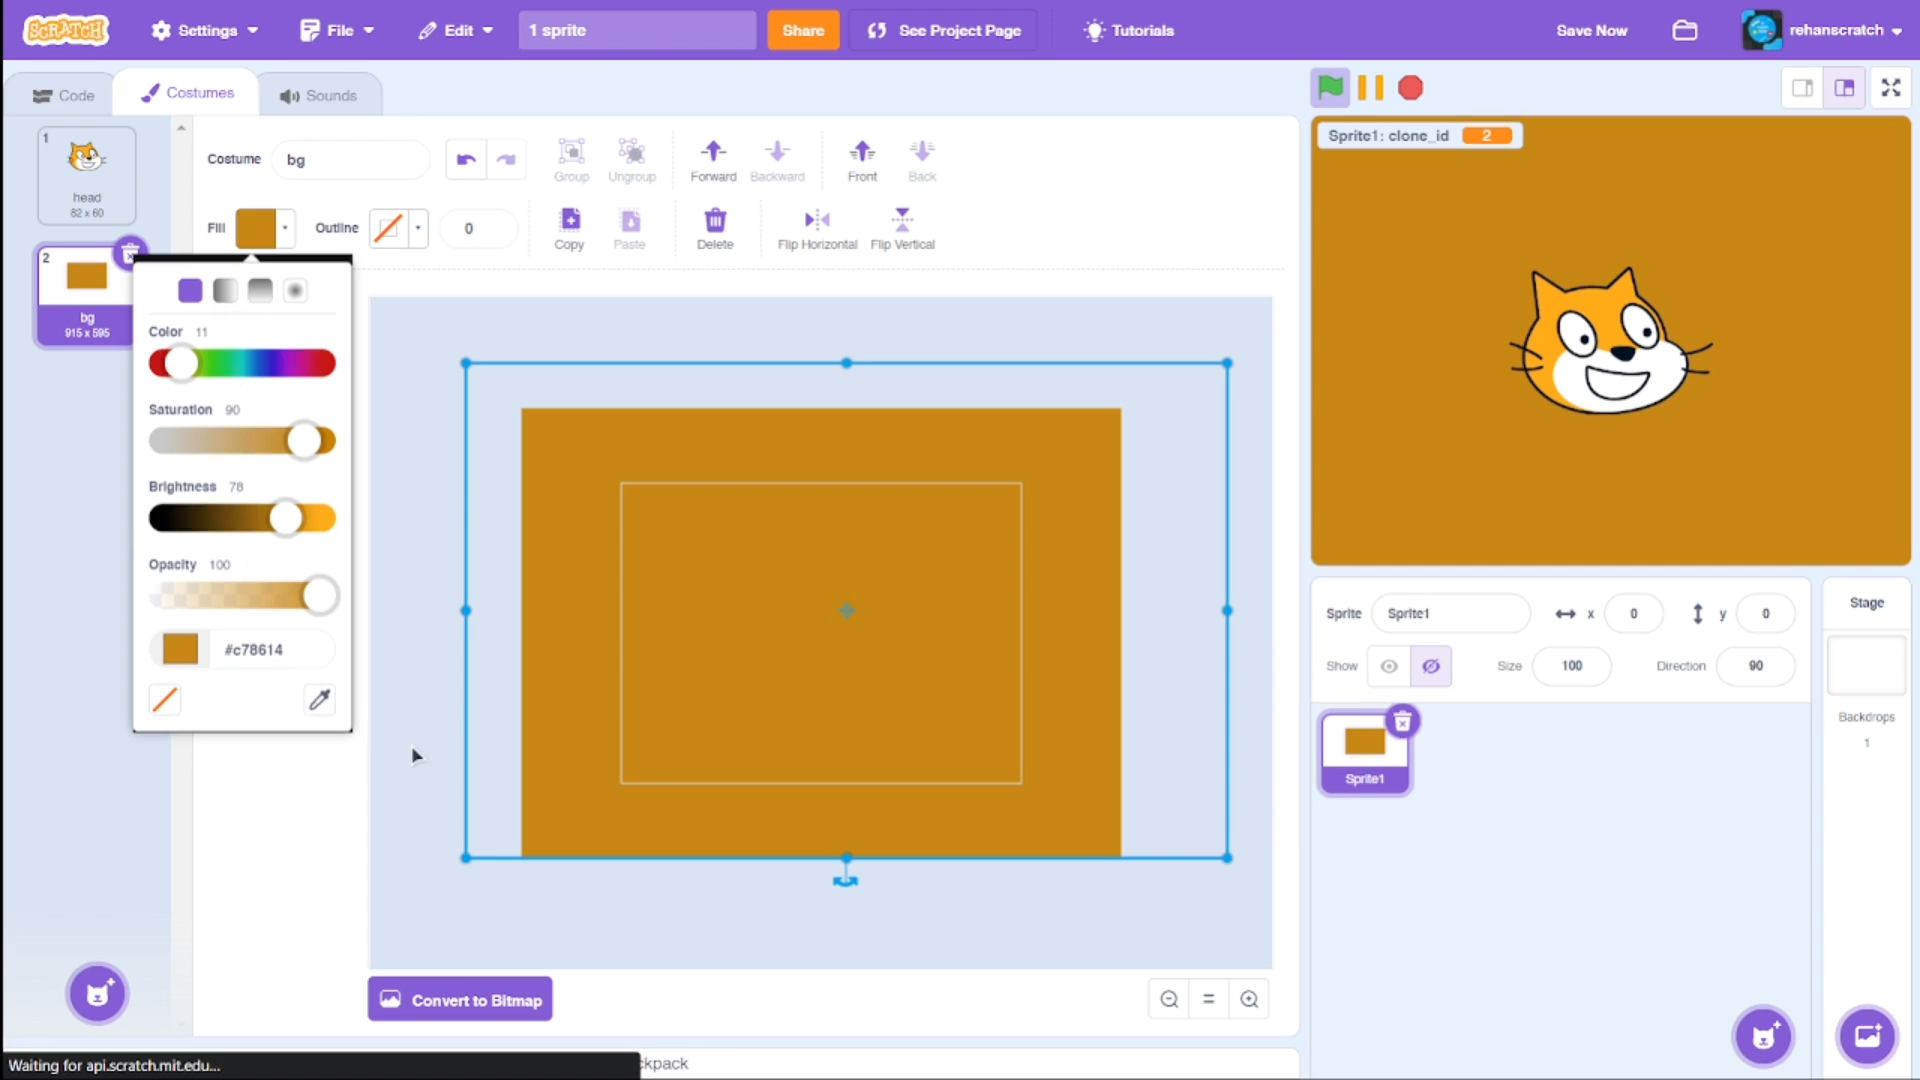 SCRATCH
Settings
File
Edit
1 sprite
Share
See Project Page
Tutorials
Save Now
rehanscratch
Code
Costumes
Sounds
1
head
82 x 60
2
bg
915 x 595
Costume
bg
Group
Ungroup
Forward
Backward
Front
Back
Fill
Outline
0
Copy
Paste
Delete
Flip Horizontal
Flip Vertical
Color 11
Saturation 90
Brightness 78
Opacity 100
#c78614
Convert to Bitmap
Sprite1: clone_id 2
Sprite
Sprite1
x
0
y
0
Show
Size
100
Direction
90
Sprite1
Stage
Backdrops
1
Waiting for api.scratch.mit.edu...
ckpack